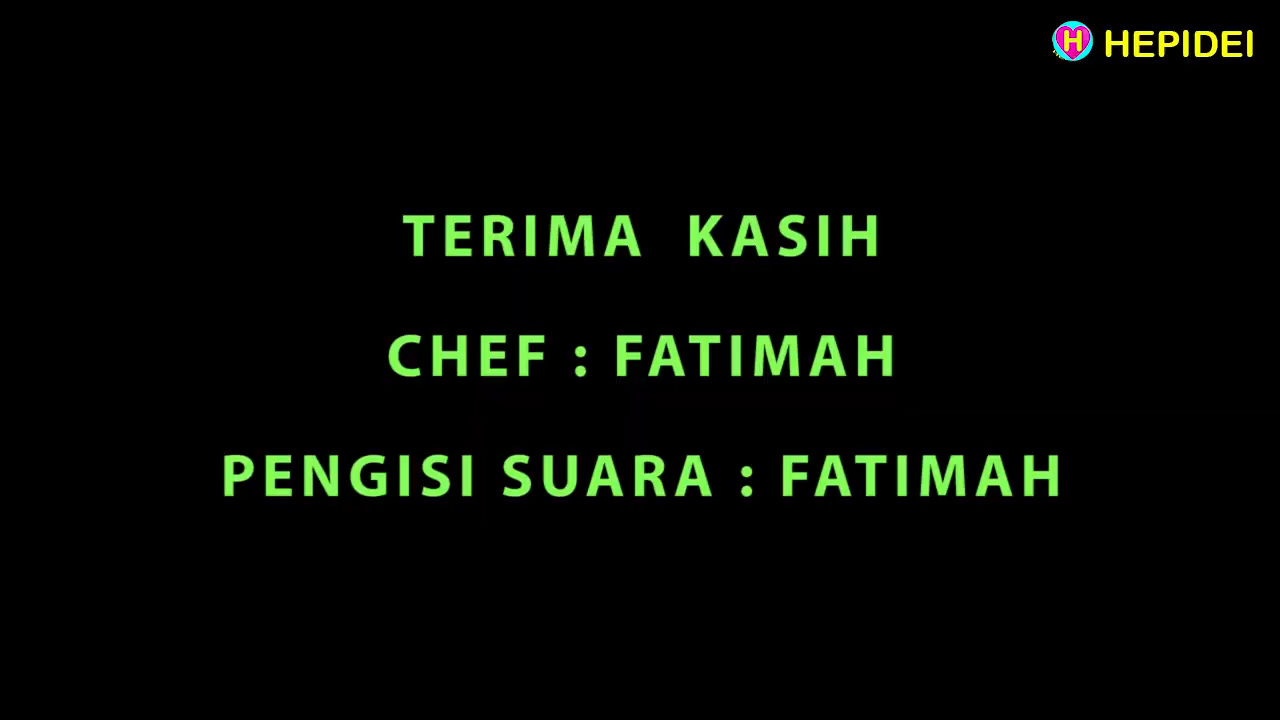 H HEPIDEI
TERIMA KASIH
CHEF : FATIMAH
PENGISI SUARA : FATIMAH